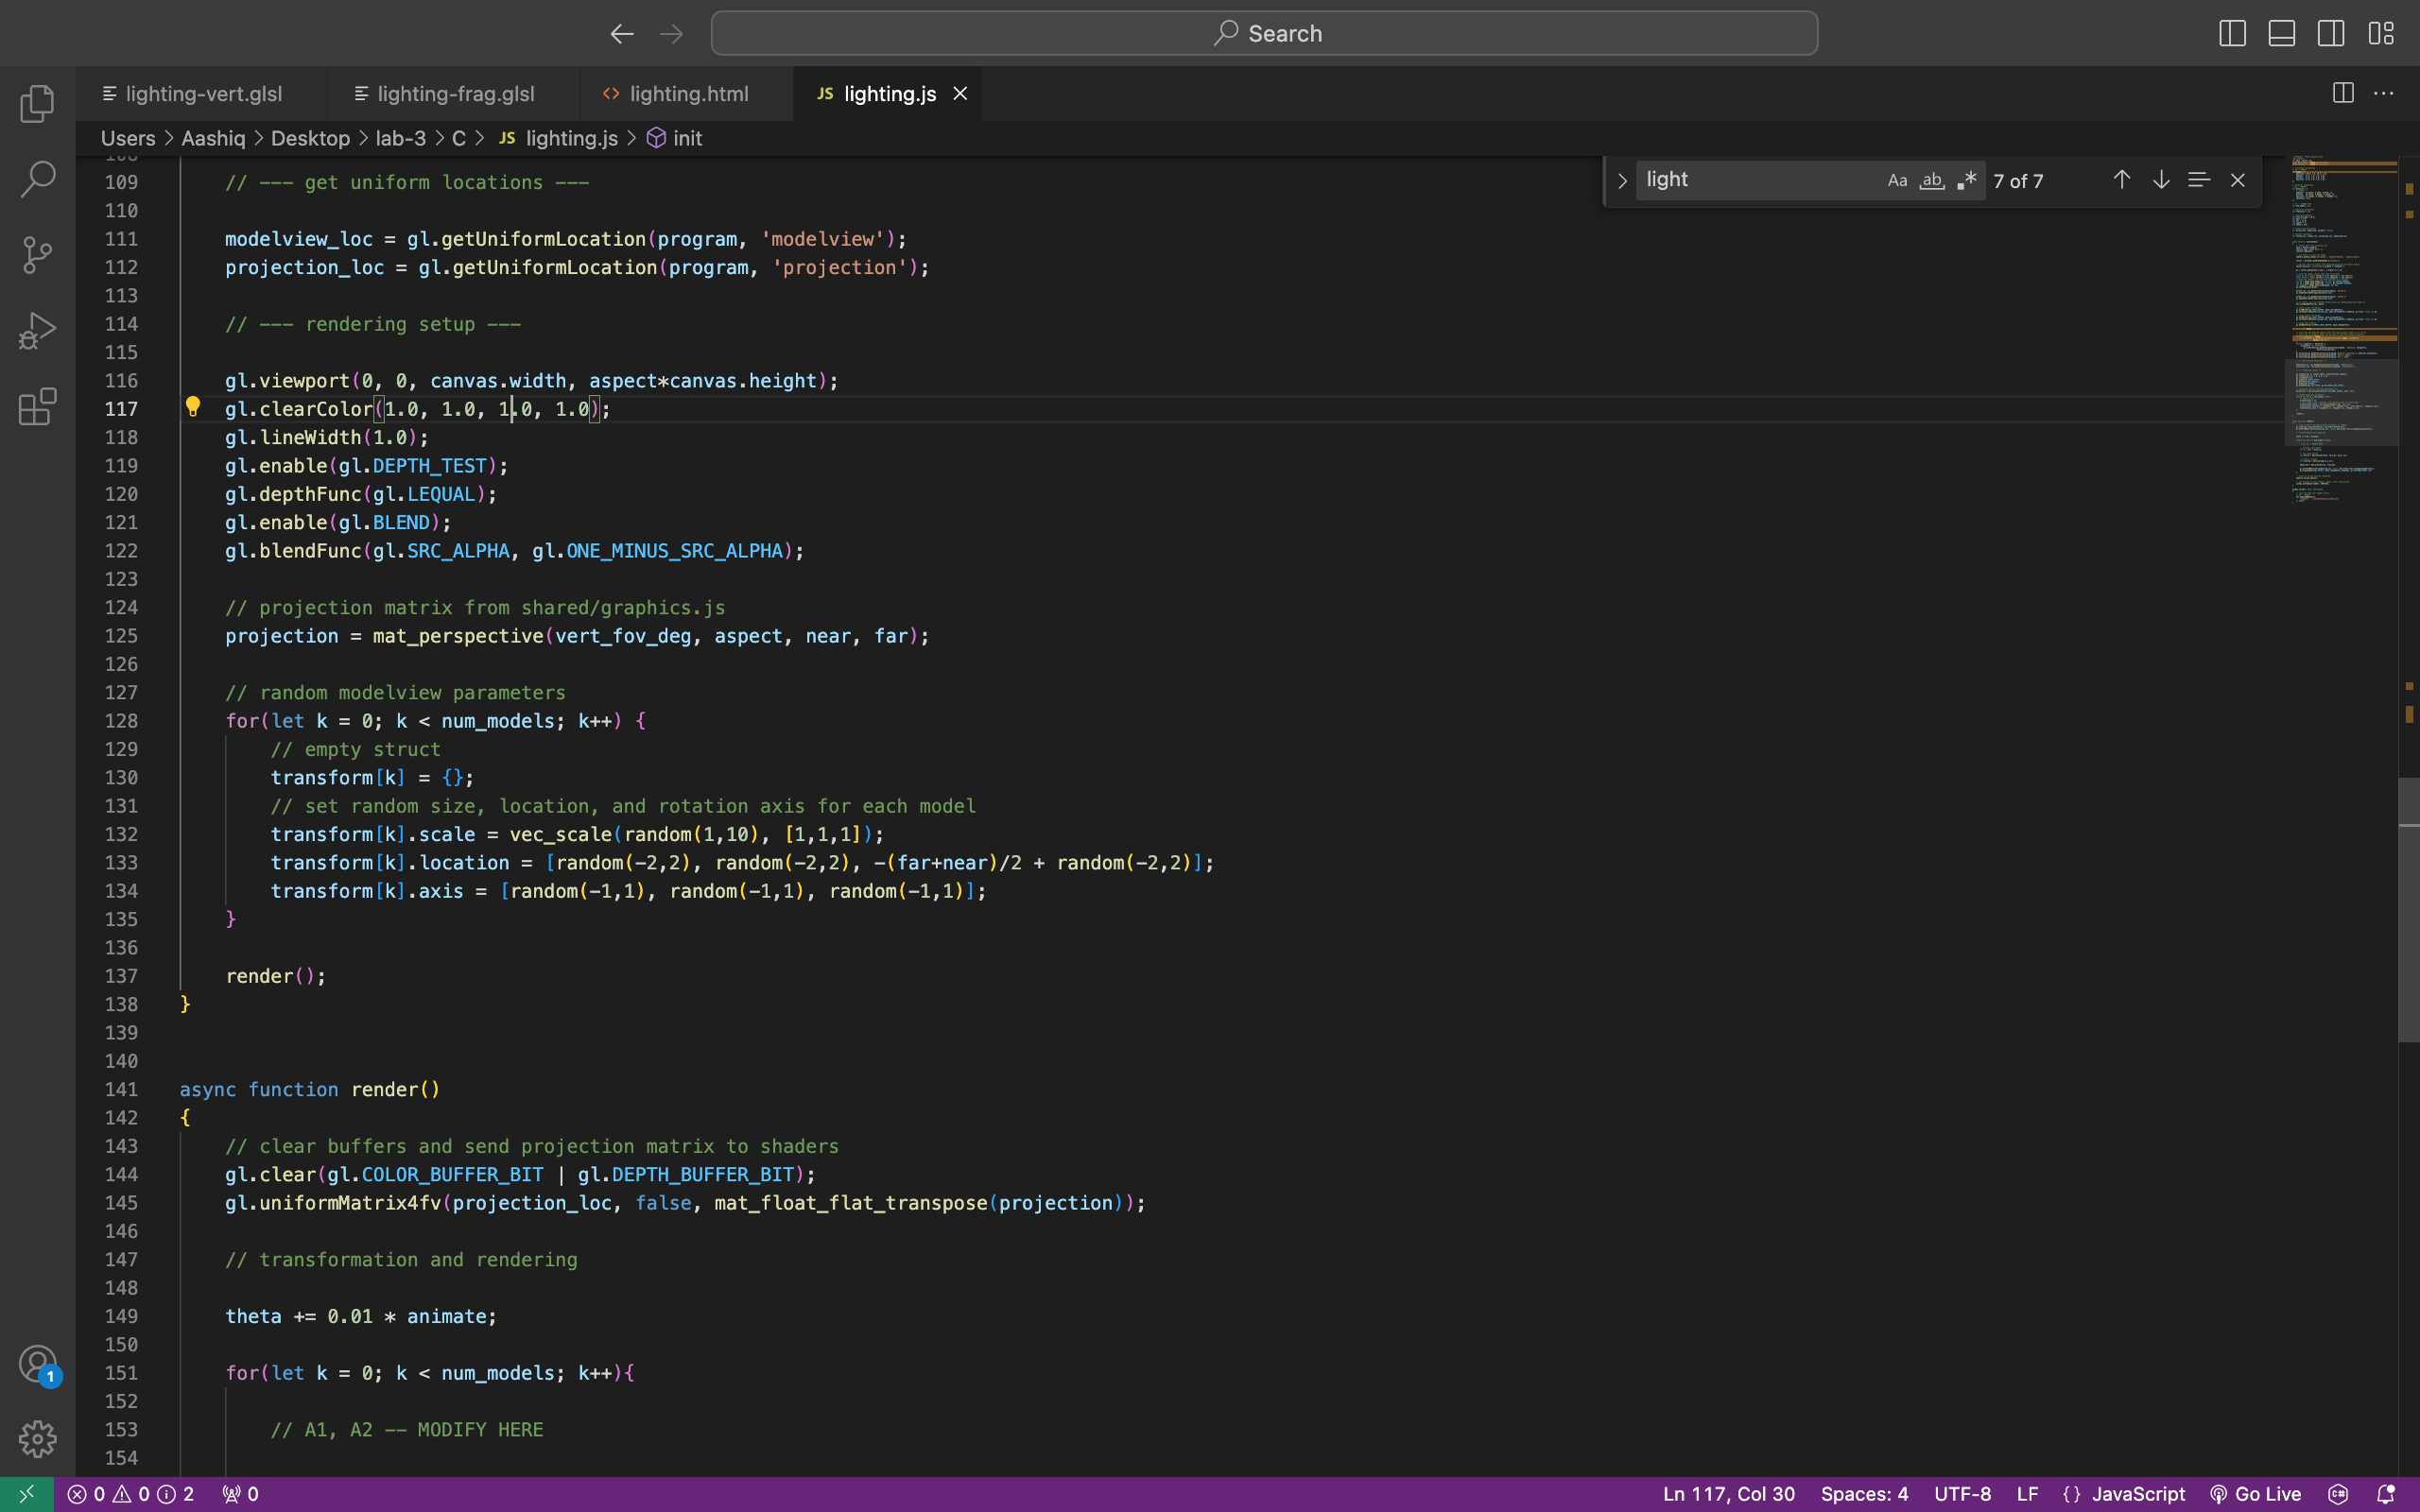 Search
lighting-vert.glsl
lighting-frag.glsl
<> lighting.html
JS lighting.js
Users > Aashiq > Desktop > lab-3 > C > JS lighting.js > init
light
Aa ab .* 7 of 7
108
109 // --- get uniform locations ---
110
111 modelview_loc = gl.getUniformLocation(program, 'modelview');
112 projection_loc = gl.getUniformLocation(program, 'projection');
113
114 // --- rendering setup ---
115
116 gl.viewport(0, 0, canvas.width, aspect*canvas.height);
117 gl.clearColor(1.0, 1.0, 1.0, 1.0);
118 gl.lineWidth(1.0);
119 gl.enable(gl.DEPTH_TEST);
120 gl.depthFunc(gl.LEQUAL);
121 gl.enable(gl.BLEND);
122 gl.blendFunc(gl.SRC_ALPHA, gl.ONE_MINUS_SRC_ALPHA);
123
124 // projection matrix from shared/graphics.js
125 projection = mat_perspective(vert_fov_deg, aspect, near, far);
126
127 // random modelview parameters
128 for(let k = 0; k < num_models; k++) {
129 // empty struct
130 transform[k] = {};
131 // set random size, location, and rotation axis for each model
132 transform[k].scale = vec_scale(random(1,10), [1,1,1]);
133 transform[k].location = [random(-2,2), random(-2,2), -(far+near)/2 + random(-2,2)];
134 transform[k].axis = [random(-1,1), random(-1,1), random(-1,1)];
135 }
136
137 render();
138 }
139
140
141 async function render()
142 {
143 // clear buffers and send projection matrix to shaders
144 gl.clear(gl.COLOR_BUFFER_BIT | gl.DEPTH_BUFFER_BIT);
145 gl.uniformMatrix4fv(projection_loc, false, mat_float_flat_transpose(projection));
146
147 // transformation and rendering
148
149 theta += 0.01 * animate;
150
151 for(let k = 0; k < num_models; k++){
152
153 // A1, A2 -- MODIFY HERE
154
1
0 0 2 0 Ln 117, Col 30 Spaces: 4 UTF-8 LF {} JavaScript Go Live